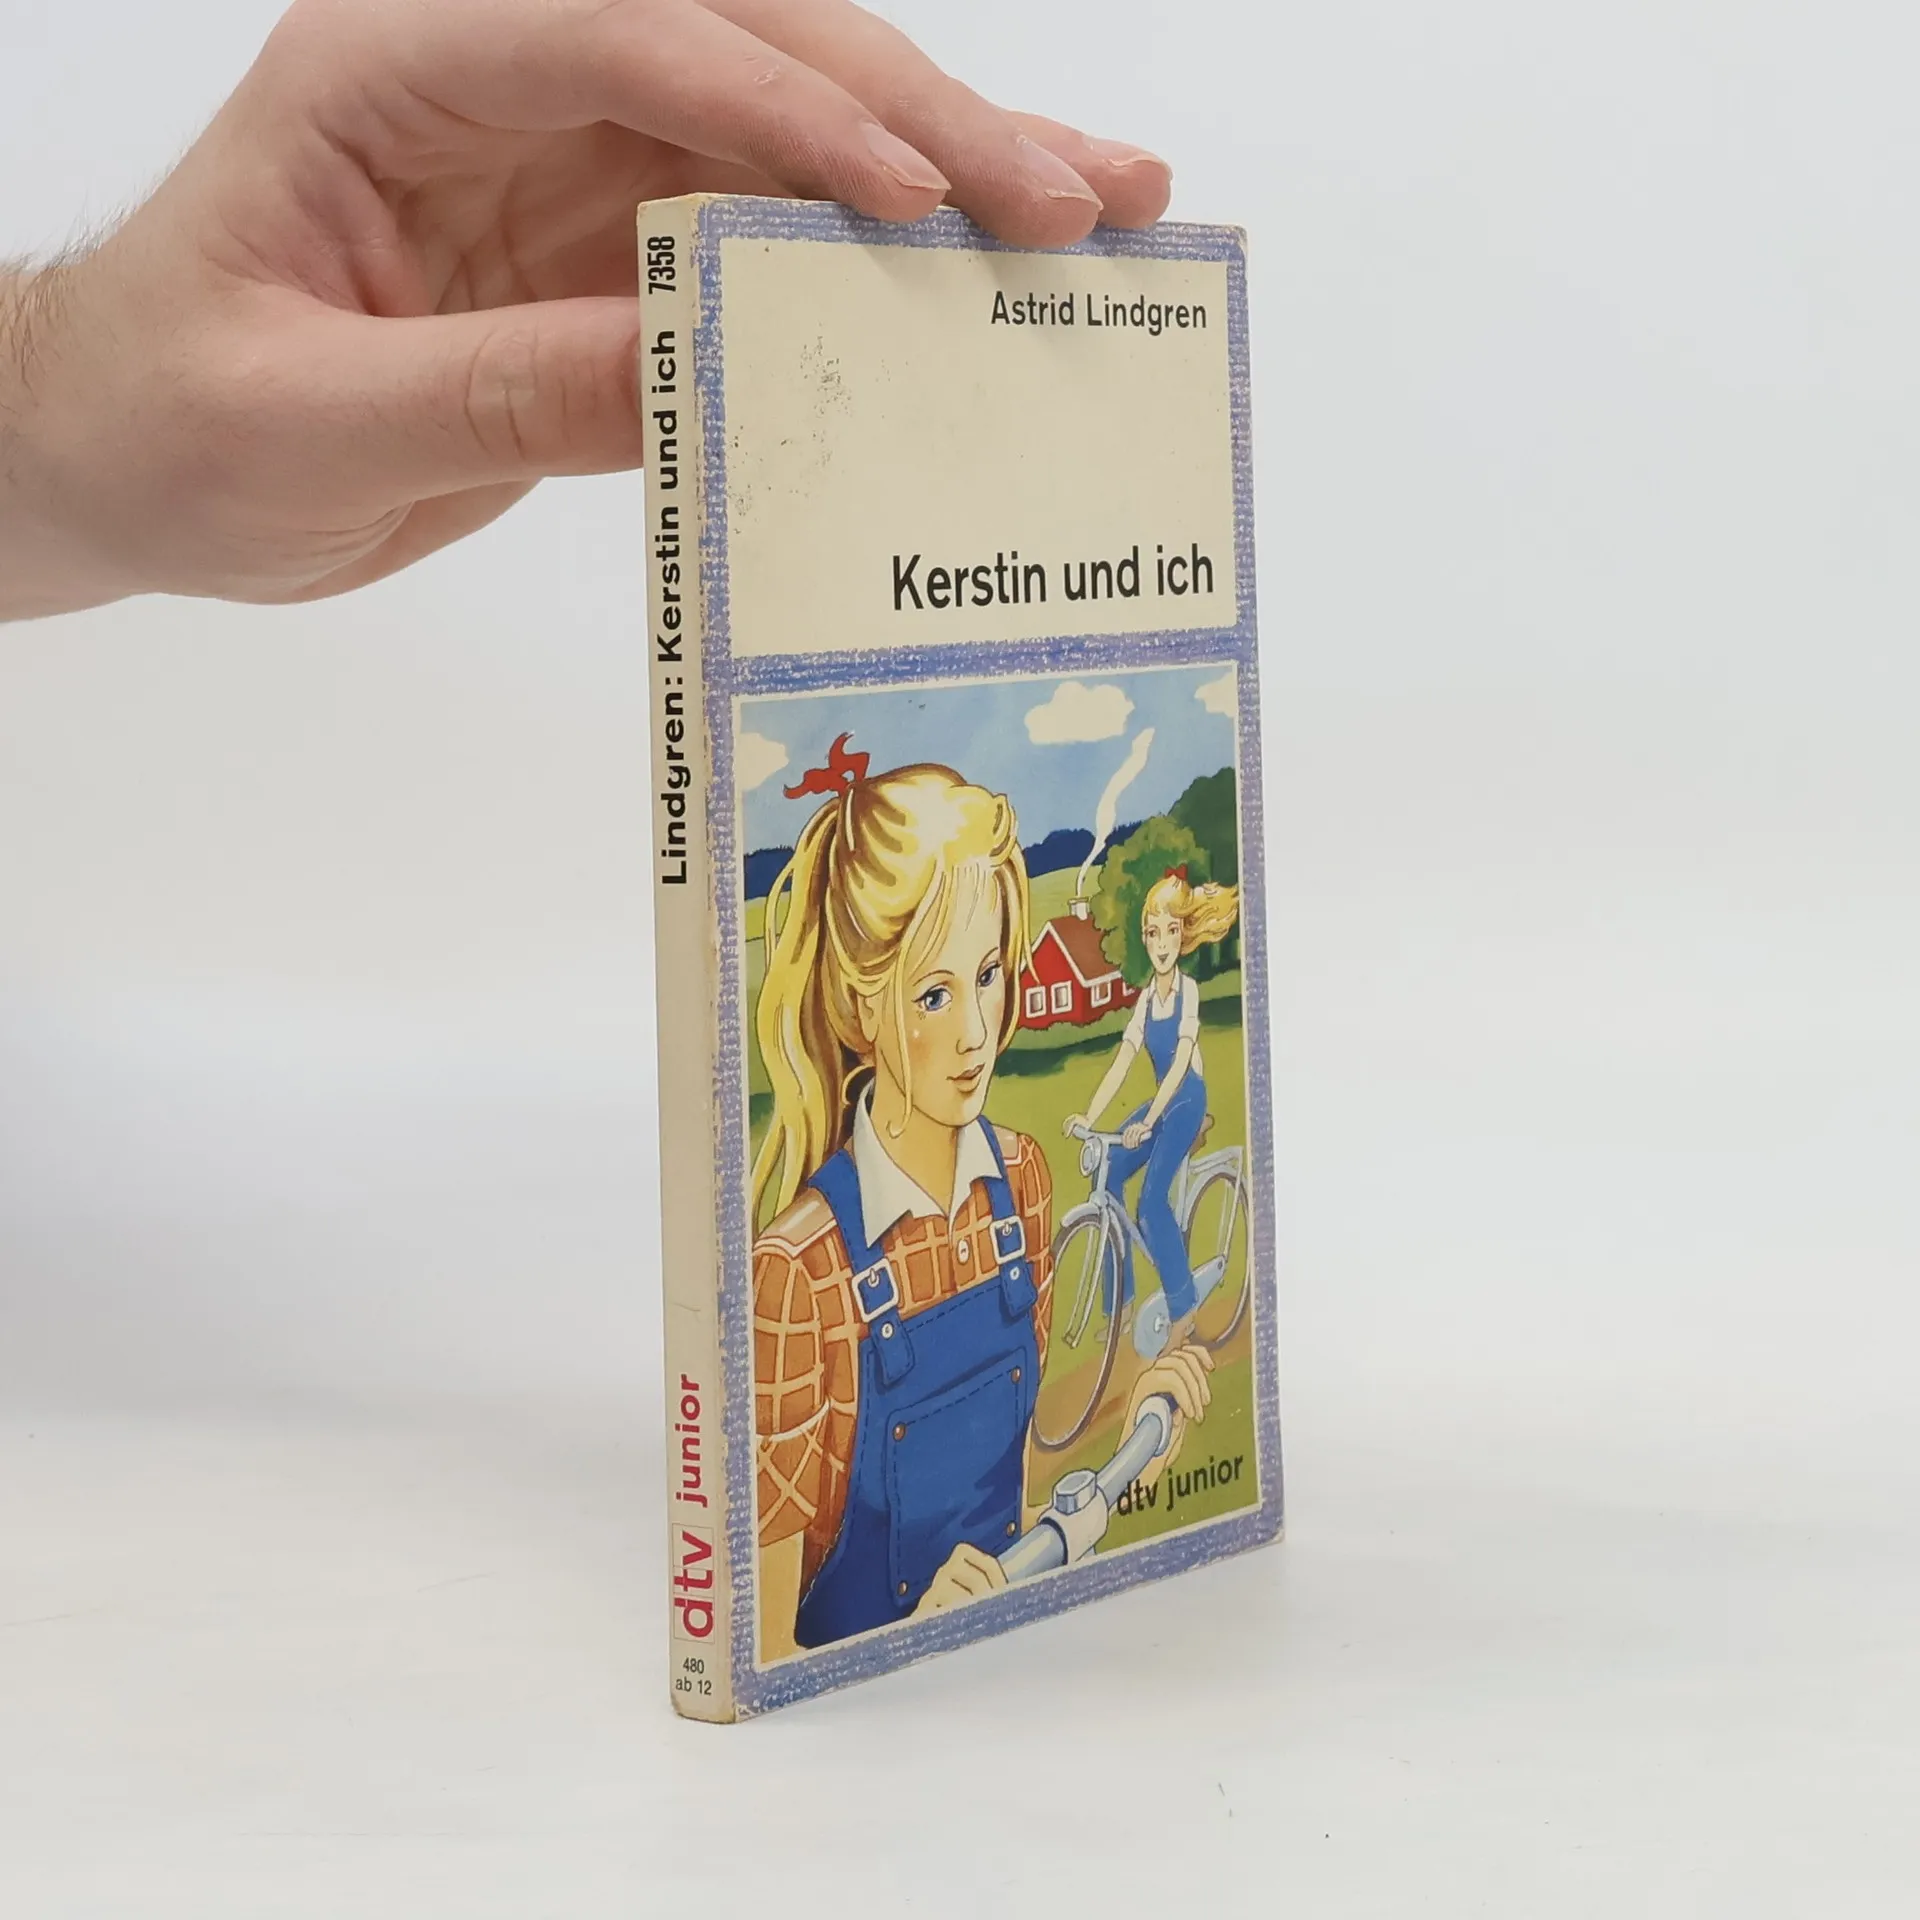 Astrid Lindgren
Kerstin und ich
dtv junior
Lindgren: Kerstin und ich 7358
dtv junior
480
ab 12